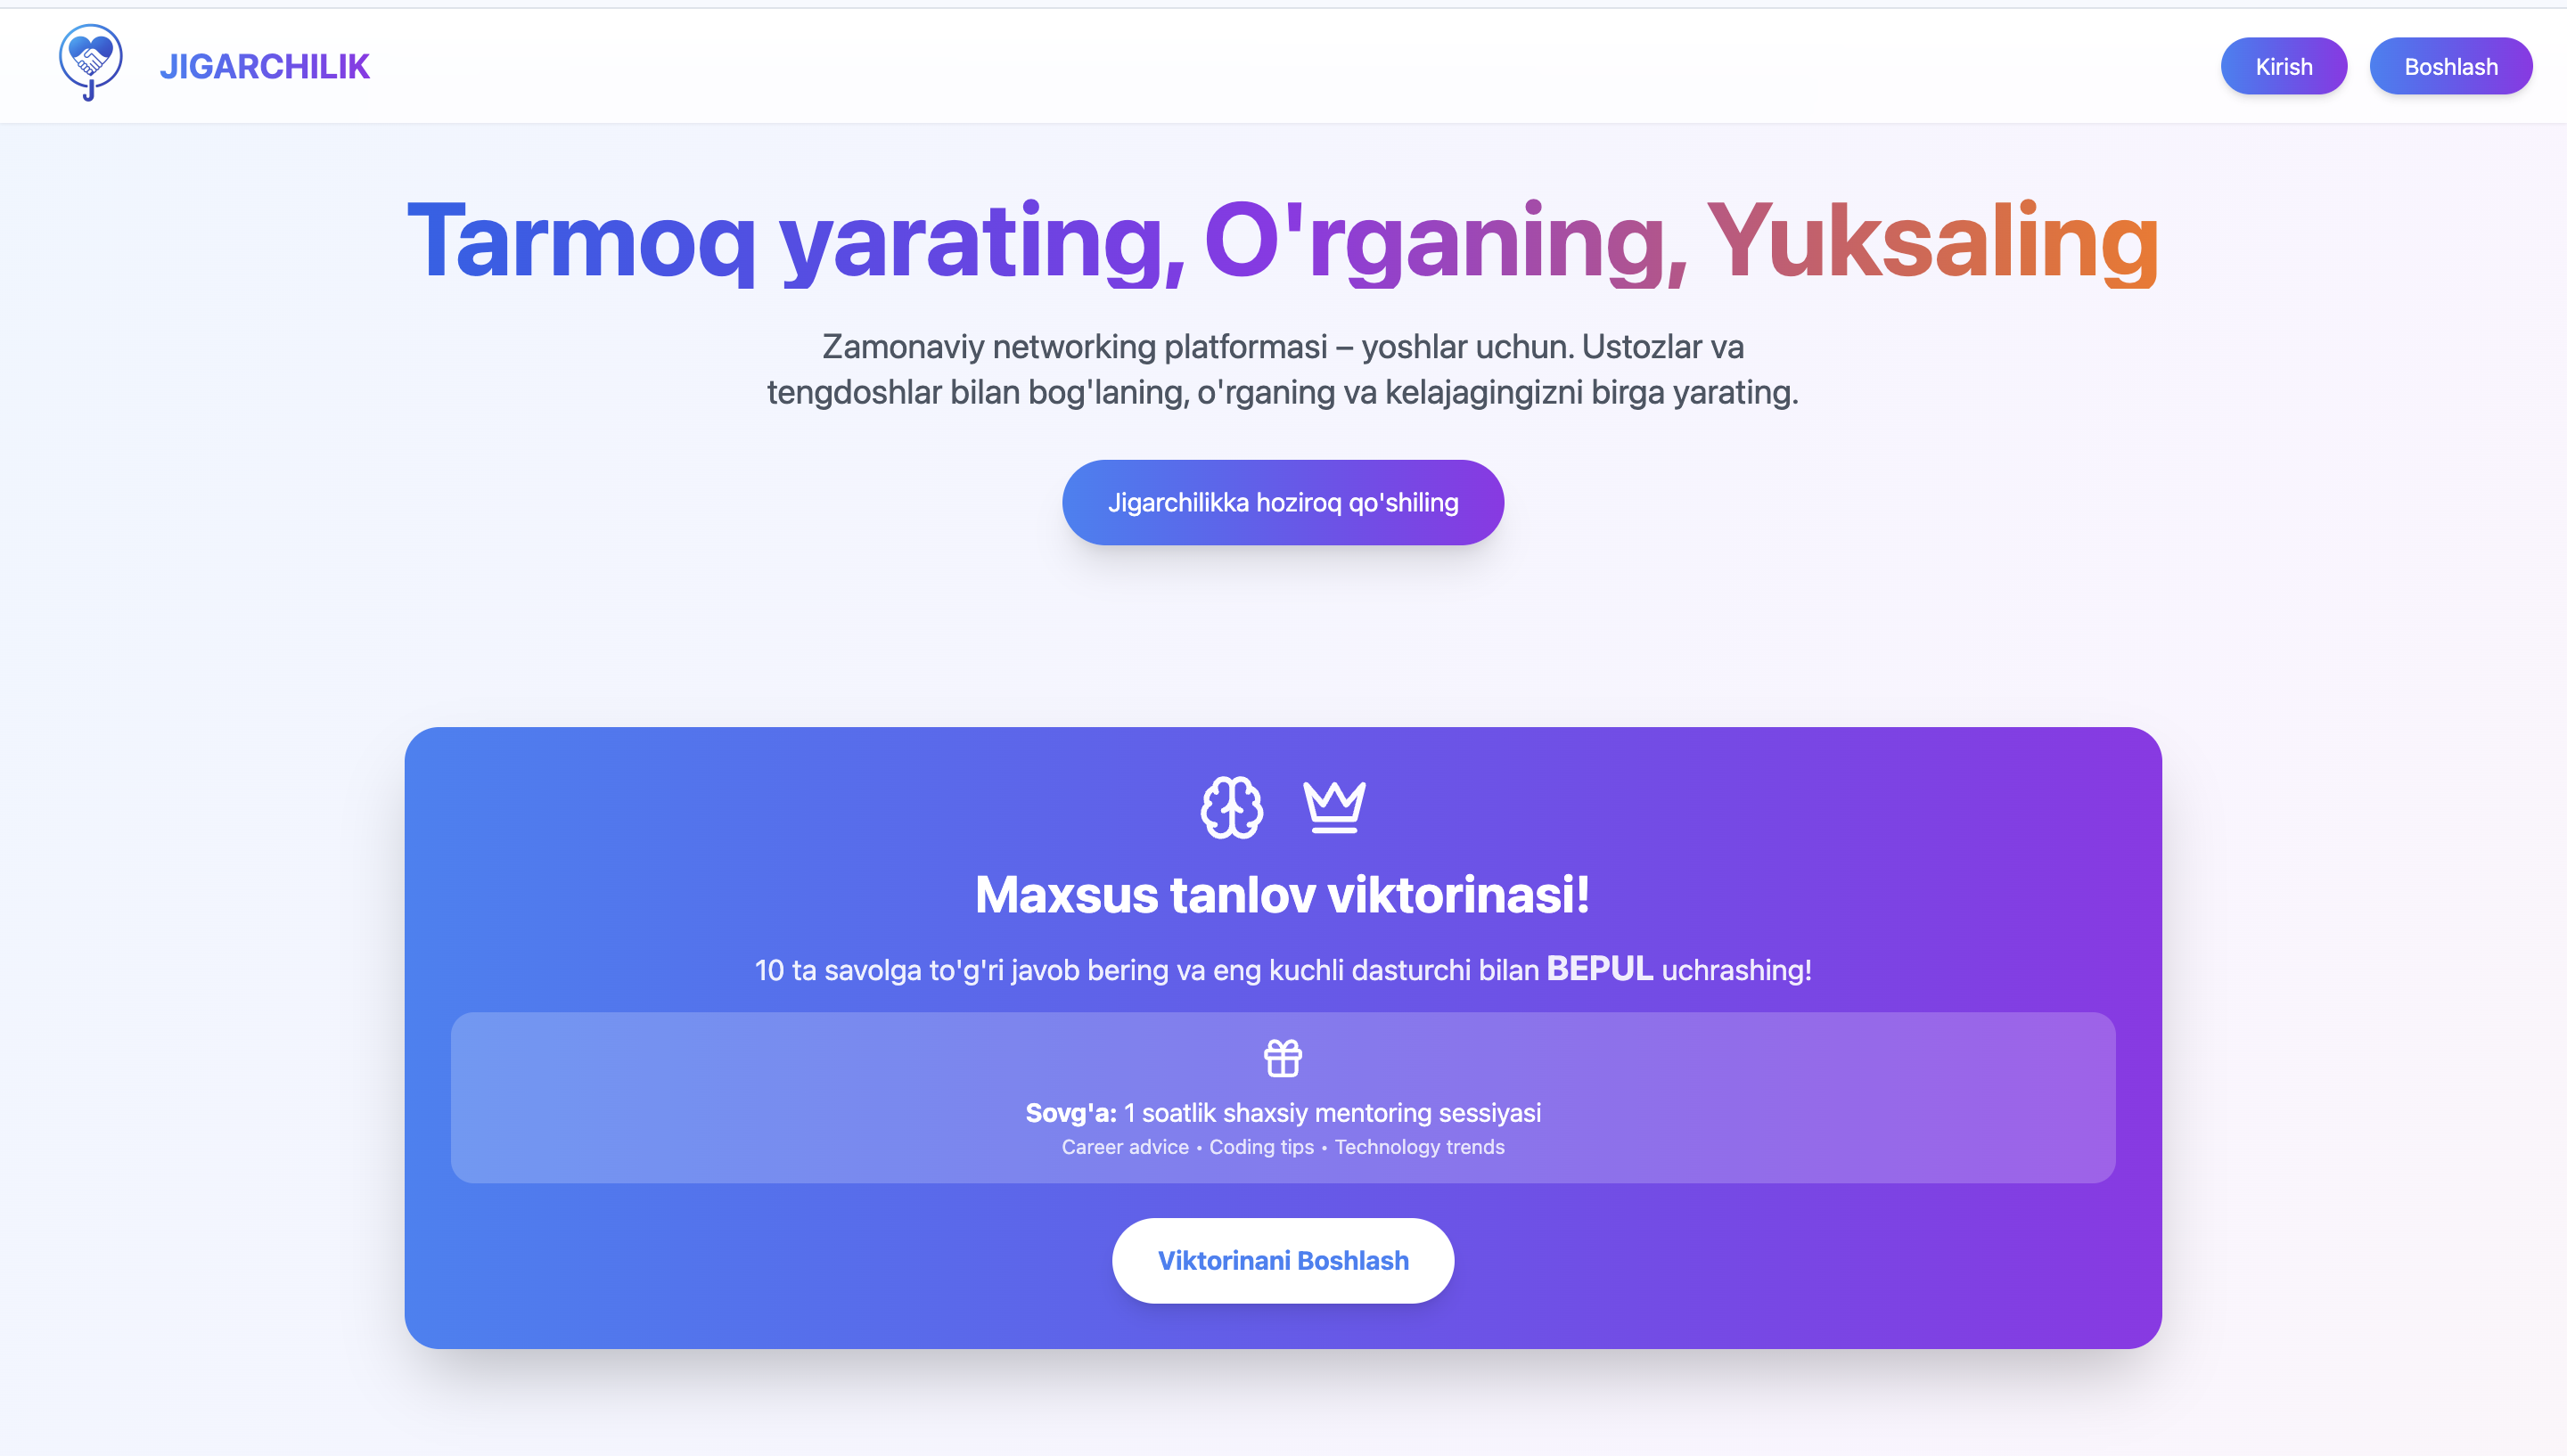 JIGARCHILIK
Kirish
Boshlash
Tarmoq yarating, O'rganing, Yuksaling
Zamonaviy networking platformasi – yoshlar uchun. Ustozlar va
tengdoshlar bilan bog'laning, o'rganing va kelajagingizni birga yarating.
Jigarchilikka hoziroq qo'shiling
Maxsus tanlov viktorinasi!
10 ta savolga to'g'ri javob bering va eng kuchli dasturchi bilan BEPUL uchrashing!
Sovg'a: 1 soatlik shaxsiy mentoring sessiyasi
Career advice • Coding tips • Technology trends
Viktorinani Boshlash